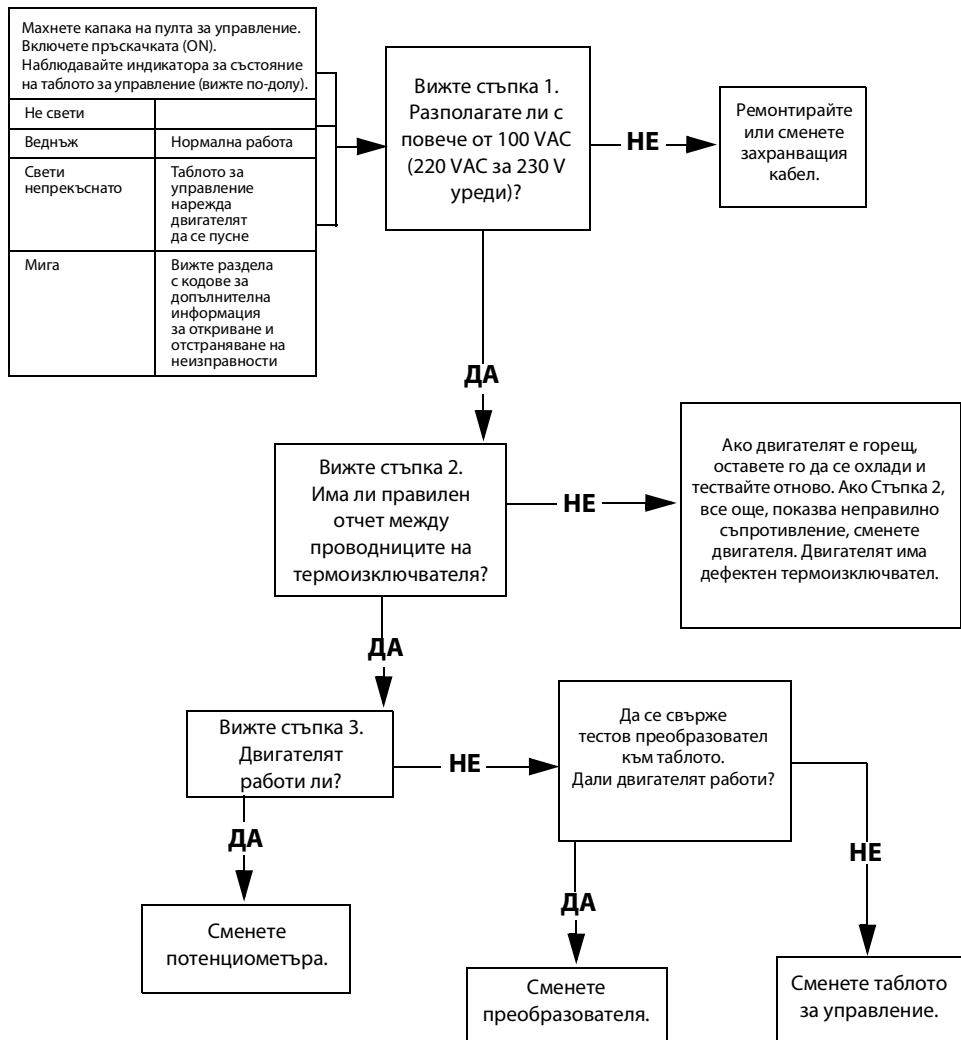 Махнете капака на пулта за управление.
Включете пръскачката (ON).
Наблюдавайте индикатора за състояние
на таблото за управление (вижте по-долу).
Не свети
Веднъж
Нормална работа
Свети
непрекъснато
Таблото за
управление
нарежда
двигателят
да се пусне
Мига
Вижте раздела
с кодове за
допълнителна
информация
за откриване и
отстраняване на
неизправности
Вижте стъпка 1.
Разполагате ли с
повече от 100 VAC
(220 VAC за 230 V
уреди)?
НЕ
Ремонтирайте
или сменете
захранващия
кабел.
ДА
Вижте стъпка 2.
Има ли правилен
отчет между
проводниците на
термоизключвателя?
НЕ
Ако двигателят е горещ,
оставете го да се охлади и
тествайте отново. Ако Стъпка 2,
все още, показва неправилно
съпротивление, сменете
двигателя. Двигателят има
дефектен термоизключвател.
ДА
Вижте стъпка 3.
Двигателят
работи ли?
НЕ
Да се свърже
тестов преобразовател
към таблото.
Дали двигателят работи?
ДА
НЕ
ДА
Сменете
потенциометъра.
Сменете
преобразователя.
Сменете таблото
за управление.